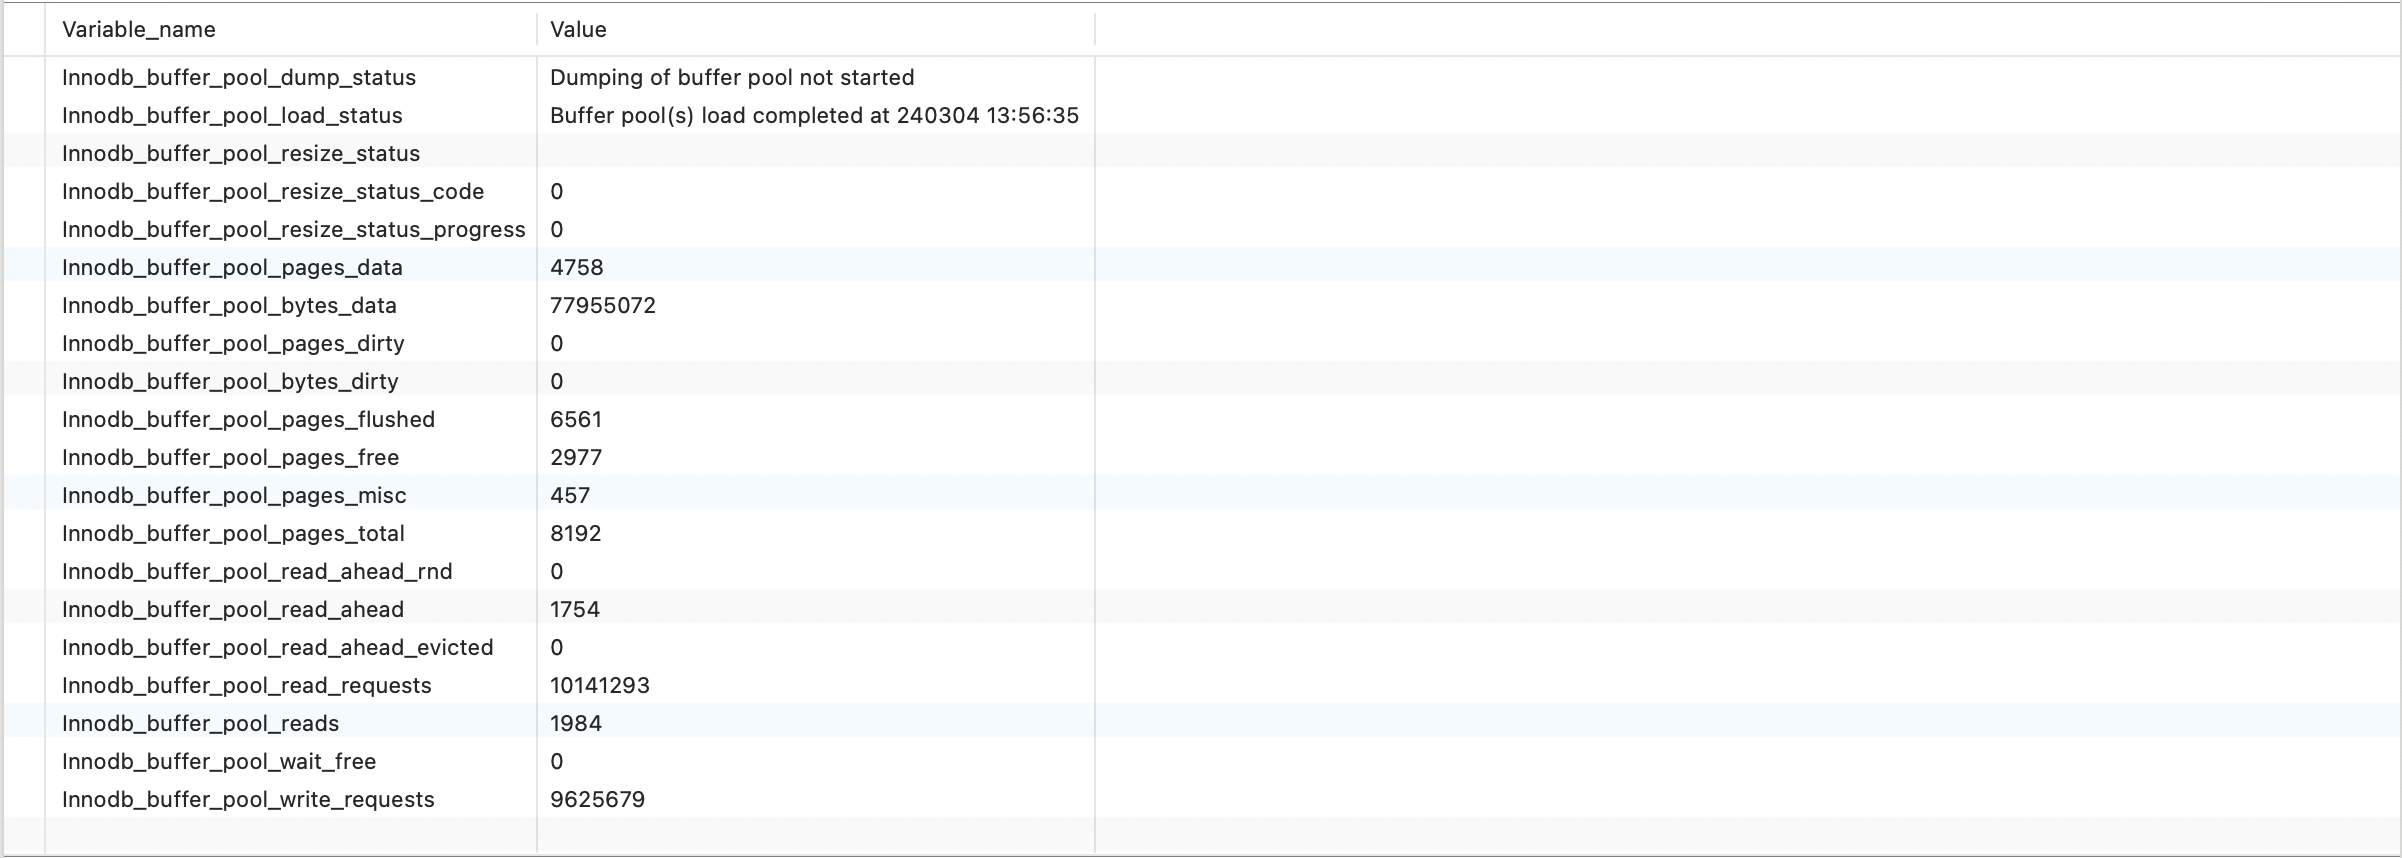 Variable_name Value
Innodb_buffer_pool_dump_status Dumping of buffer pool not started
Innodb_buffer_pool_load_status Buffer pool(s) load completed at 240304 13:56:35
Innodb_buffer_pool_resize_status
Innodb_buffer_pool_resize_status_code 0
Innodb_buffer_pool_resize_status_progress 0
Innodb_buffer_pool_pages_data 4758
Innodb_buffer_pool_bytes_data 77955072
Innodb_buffer_pool_pages_dirty 0
Innodb_buffer_pool_bytes_dirty 0
Innodb_buffer_pool_pages_flushed 6561
Innodb_buffer_pool_pages_free 2977
Innodb_buffer_pool_pages_misc 457
Innodb_buffer_pool_pages_total 8192
Innodb_buffer_pool_read_ahead_rnd 0
Innodb_buffer_pool_read_ahead 1754
Innodb_buffer_pool_read_ahead_evicted 0
Innodb_buffer_pool_read_requests 10141293
Innodb_buffer_pool_reads 1984
Innodb_buffer_pool_wait_free 0
Innodb_buffer_pool_write_requests 9625679